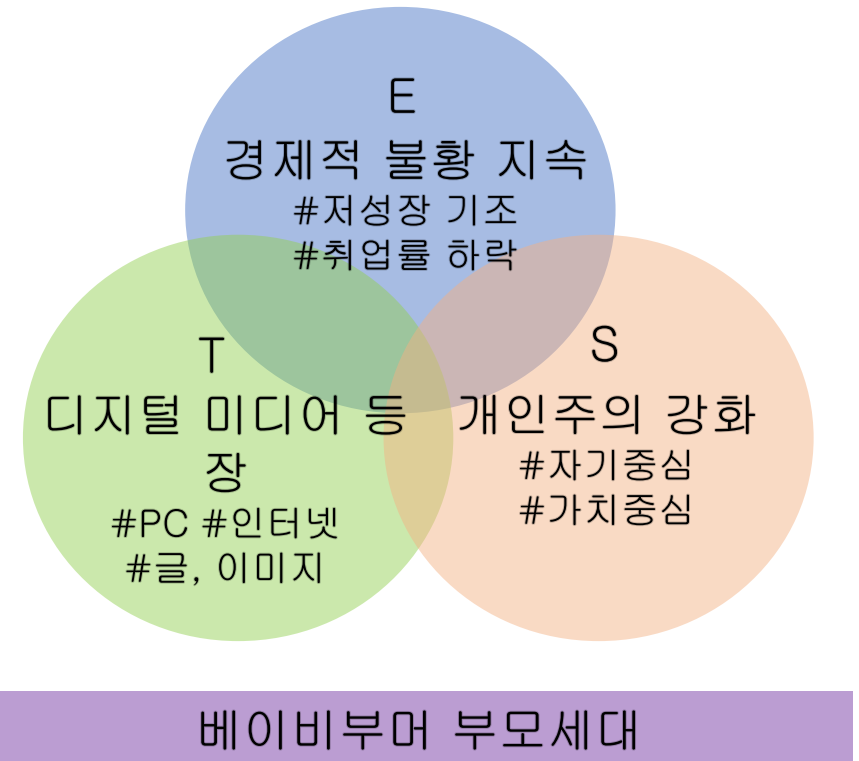 E
경제적 불황 지속
#저성장 기조
#취업률 하락
T
디지털 미디어 등
장
#PC #인터넷
#글, 이미지
S
개인주의 강화
#자기중심
#가치중심
베이비부머 부모세대